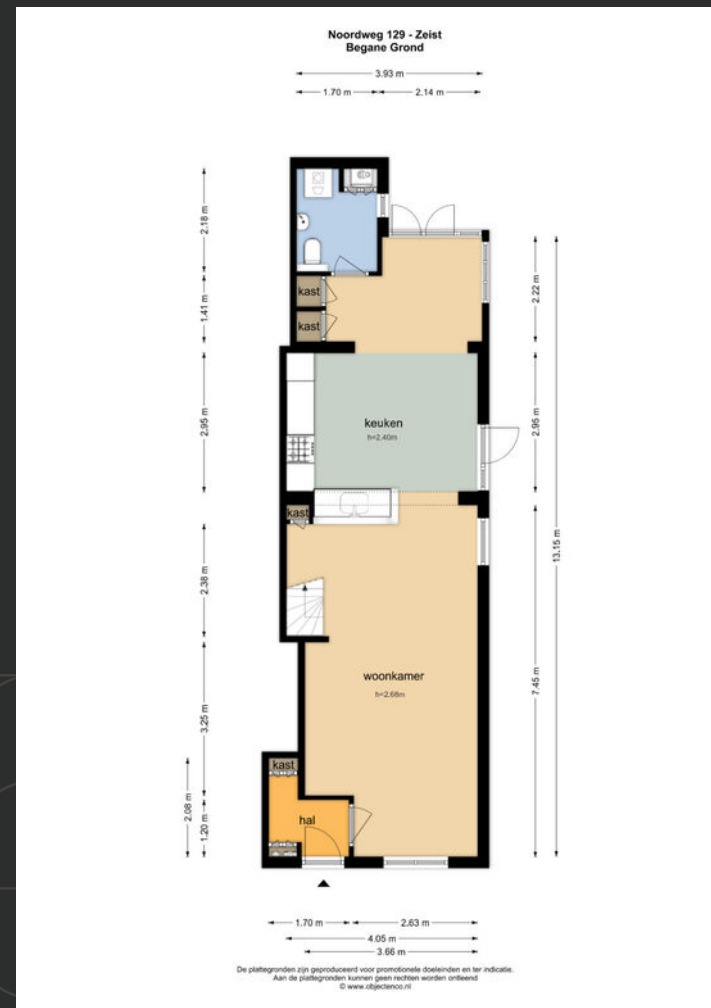 Noordweg 129 - Zeist
Begane Grond
3.93 m
1.70 m
2.14 m
2.18 m
1.41 m
2.95 m
2.38 m
3.25 m
2.08 m
1.20 m
kast
kast
keuken
h=2.40m
kast
woonkamer
h=2.68m
kast
hal
2.22 m
2.95 m
7.45 m
13.15 m
1.70 m
2.63 m
4.05 m
3.66 m
De plattegronden zijn geproduceerd voor promotionele doeleinden en ter indicatie.
Aan de plattegronden kunnen geen rechten worden ontleend
© www.objectenco.nl